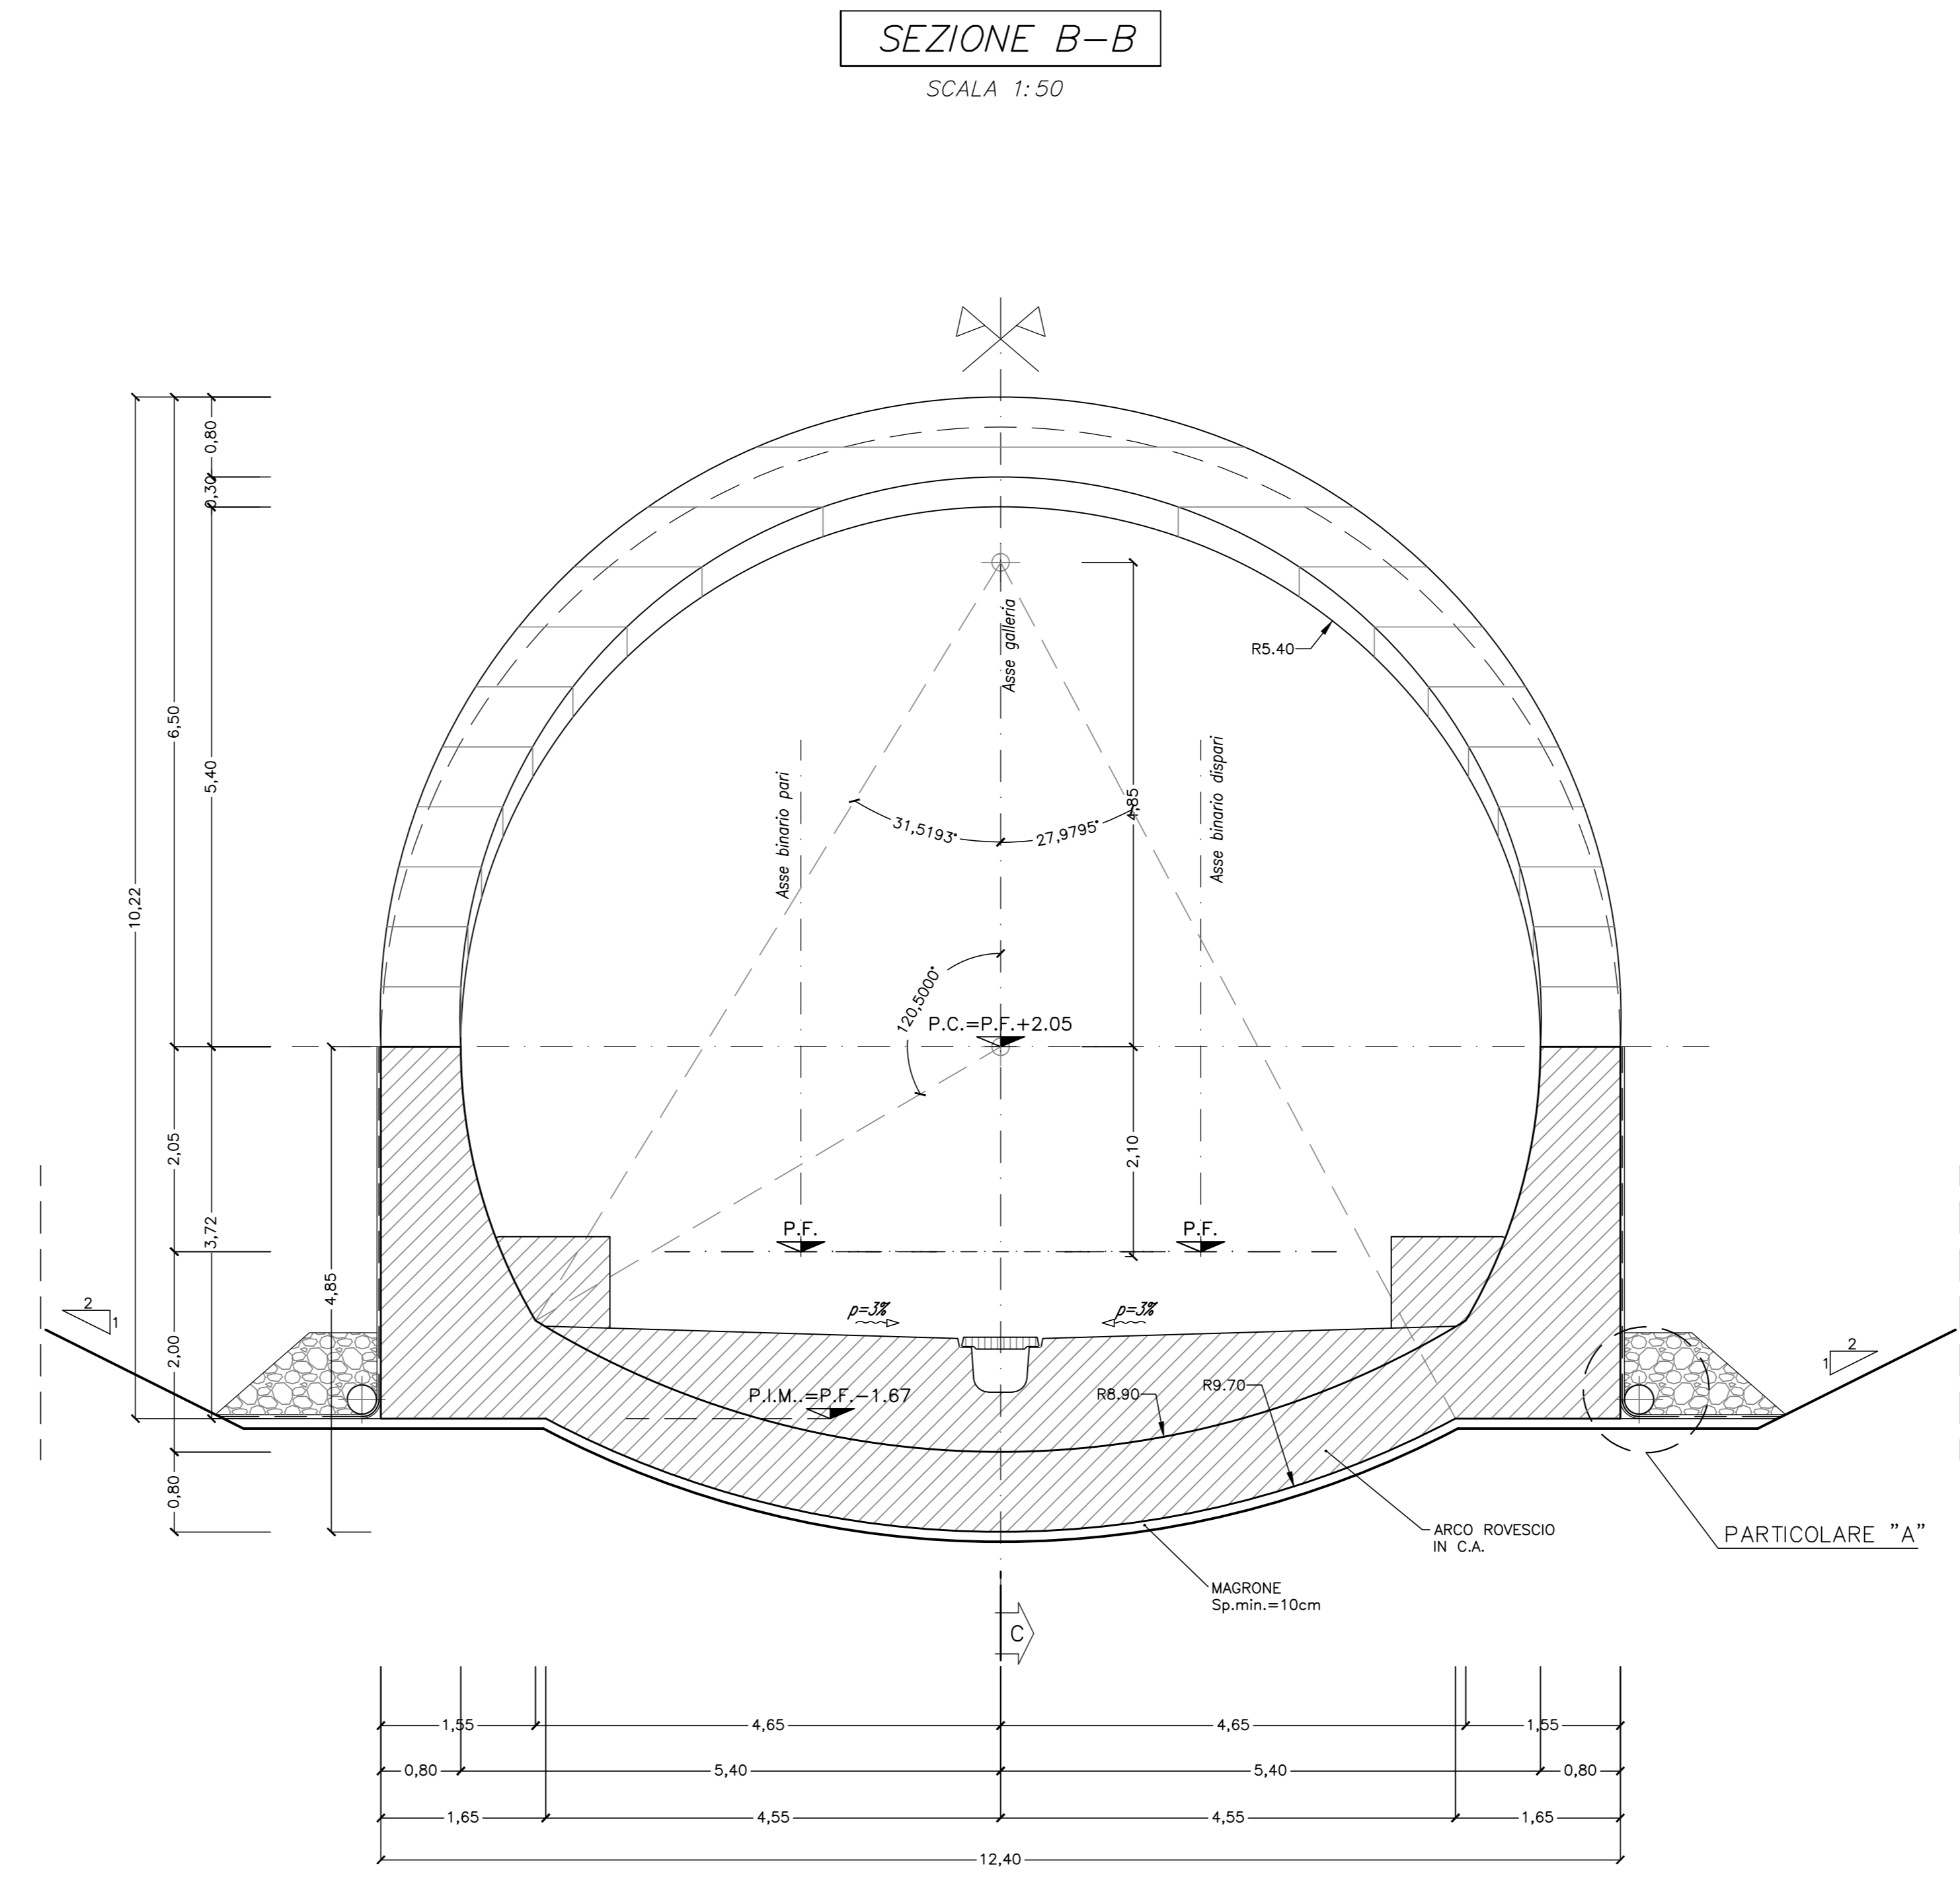 SEZIONE B-B
SCALA 1:50
0,80
0,30
R5.40
Asse galleria
6,50
5,40
Asse binario pari
Asse binario dispari
4,85
31,5193°
27,9795°
10,22
120,5000°
P.C.=P.F.+2.05
2,05
2,10
3,72
P.F.
P.F.
4,85
2
1
p=3%
p=3%
2
1
2,00
P.I.M..=P.F.-1.67
R8.90
R9.70
0,80
ARCO ROVESCIO
IN C.A.
PARTICOLARE "A"
MAGRONE
Sp.min.=10cm
C
1,55
4,65
4,65
1,55
0,80
5,40
5,40
0,80
1,65
4,55
4,55
1,65
12,40